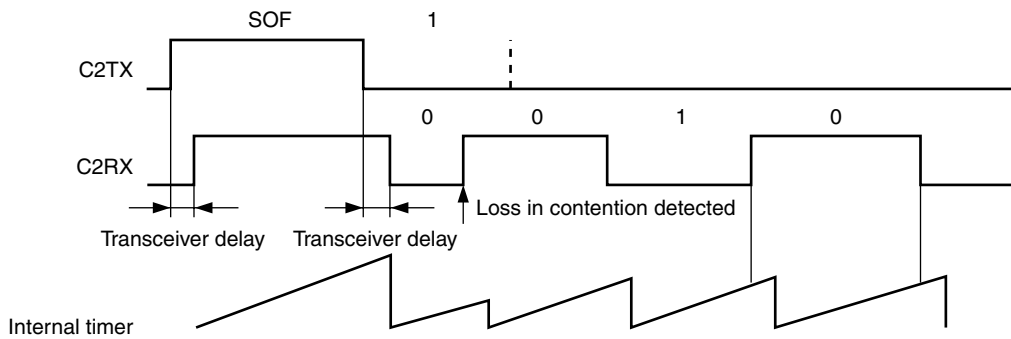 SOF 1
C2TX
0 0 1 0
C2RX
Loss in contention detected
Transceiver delay Transceiver delay
Internal timer